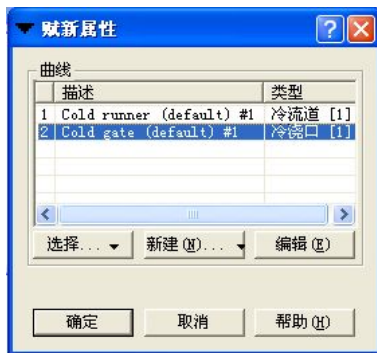 赋新属性
曲线
描述 类型
1 Cold runner (default) #1 冷流道 [1]
2 Cold gate (default) #1 冷浇口 [1]
选择... 新建(N)... 编辑(E)
确定 取消 帮助(H)